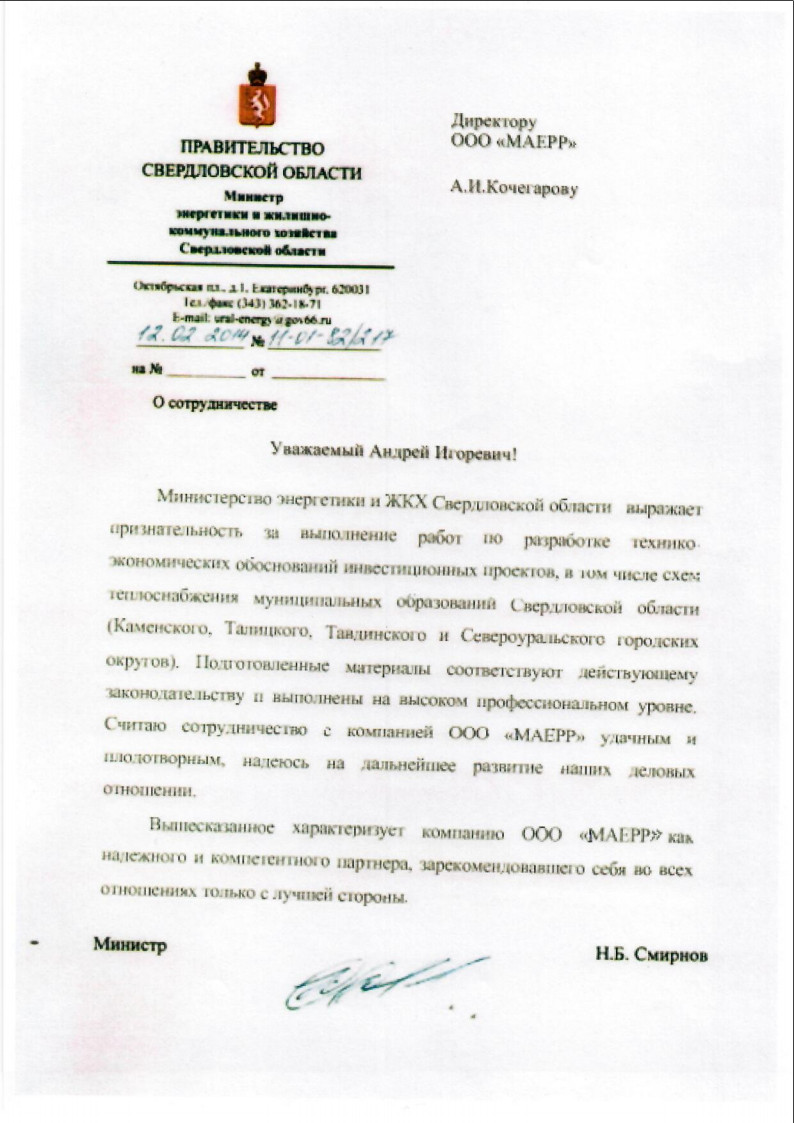 ПРАВИТЕЛЬСТВО
СВЕРДЛОВСКОЙ ОБЛАСТИ
Министр
энергетики и жилищно-
коммунального хозяйства
Свердловской области
Октябрьская пл., д.1, Екатеринбург, 620031
Тел./факс (343) 362-18-71
E-mail: ural-energy@gov66.ru
12.02.2014 № 11-01-82/217
на № __________ от __________
О сотрудничестве
Директору
ООО «МАЕРР»
А.И.Кочегарову
Уважаемый Андрей Игоревич!
Министерство энергетики и ЖКХ Свердловской области выражает
признательность за выполнение работ по разработке технико-
экономических обоснований инвестиционных проектов, в том числе схем
теплоснабжения муниципальных образований Свердловской области
(Каменского, Талицкого, Тавдинского и Североуральского городских
округов). Подготовленные материалы соответствуют действующему
законодательству и выполнены на высоком профессиональном уровне.
Считаю сотрудничество с компанией ООО «МАЕРР» удачным и
плодотворным, надеюсь на дальнейшее развитие наших деловых
отношений.
Вышесказанное характеризует компанию ООО «МАЕРР» как
надежного и компетентного партнера, зарекомендовавшего себя во всех
отношениях только с лучшей стороны.
Министр
Н.Б. Смирнов